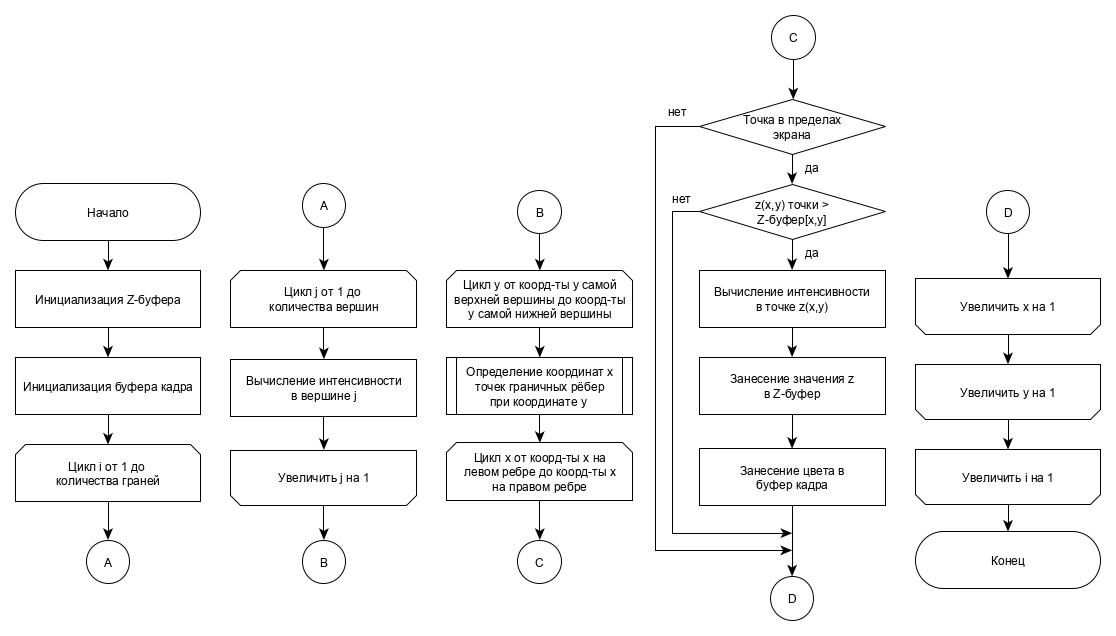 Начало
Инициализация Z-буфера
Инициализация буфера кадра
Цикл i от 1 до
количества граней
A
A
Цикл j от 1 до
количества вершин
Вычисление интенсивности
в вершине j
Увеличить j на 1
B
B
Цикл y от коорд-ты y самой
верхней вершины до коорд-ты
y самой нижней вершины
Определение координат x
точек граничных рёбер
при координате y
Цикл x от коорд-ты x на
левом ребре до коорд-ты x
на правом ребре
C
C
нет
Точка в пределах
экрана
да
нет
z(x,y) точки >
Z-буфер[x,y]
да
Вычисление интенсивности
в точке z(x,y)
Занесение значения z
в Z-буфер
Занесение цвета в
буфер кадра
D
D
Увеличить x на 1
Увеличить y на 1
Увеличить i на 1
Конец